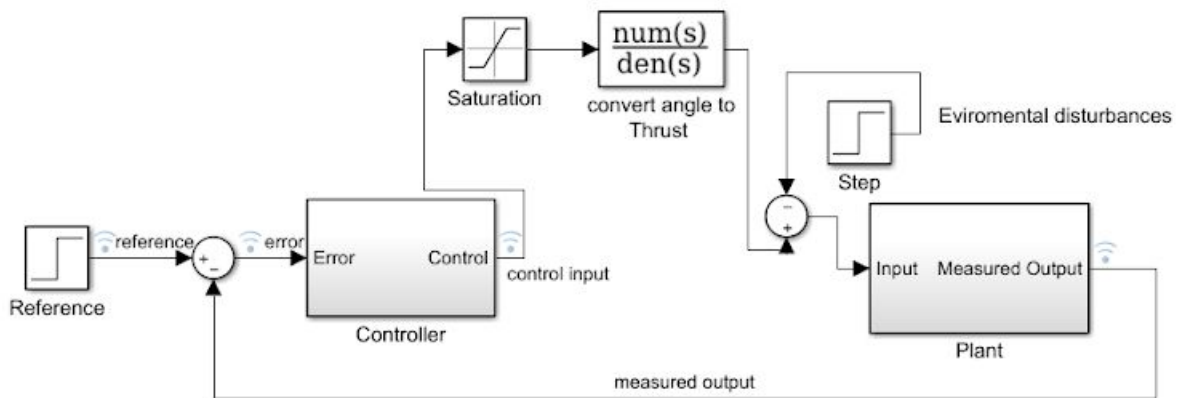 num(s)
den(s)
Saturation
convert angle to
Thrust
Eviromental disturbances
Step
reference
error
Error
Control
control input
Input
Measured Output
Reference
Controller
Plant
measured output